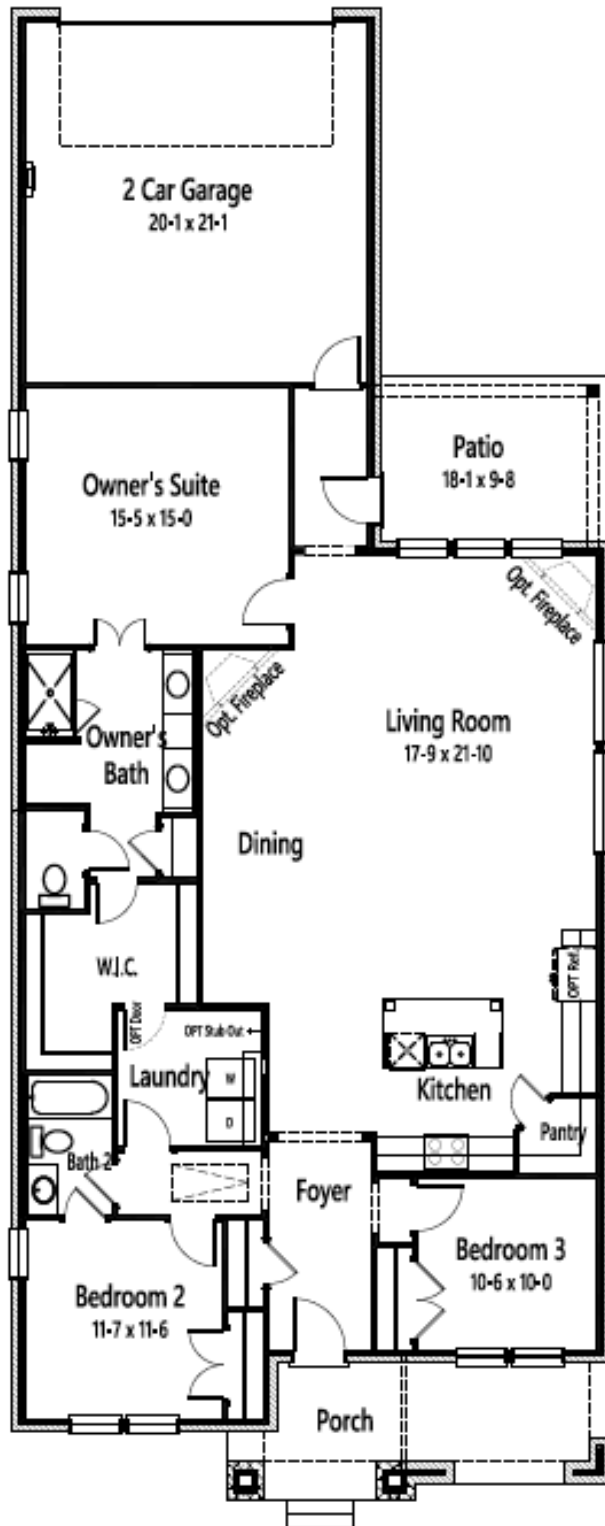 2 Car Garage
20-1 x 21-1
Patio
18-1 x 9-8
Owner's Suite
15-5 x 15-0
Opt. Fireplace
Opt. Fireplace
Living Room
17-9 x 21-10
Owner's
Bath
Dining
W.I.C.
OPT Ref.
OPT Door
OPT Stub Out
Laundry
W
D
Kitchen
Pantry
Bath 2
Foyer
Bedroom 3
10-6 x 10-0
Bedroom 2
11-7 x 11-6
Porch